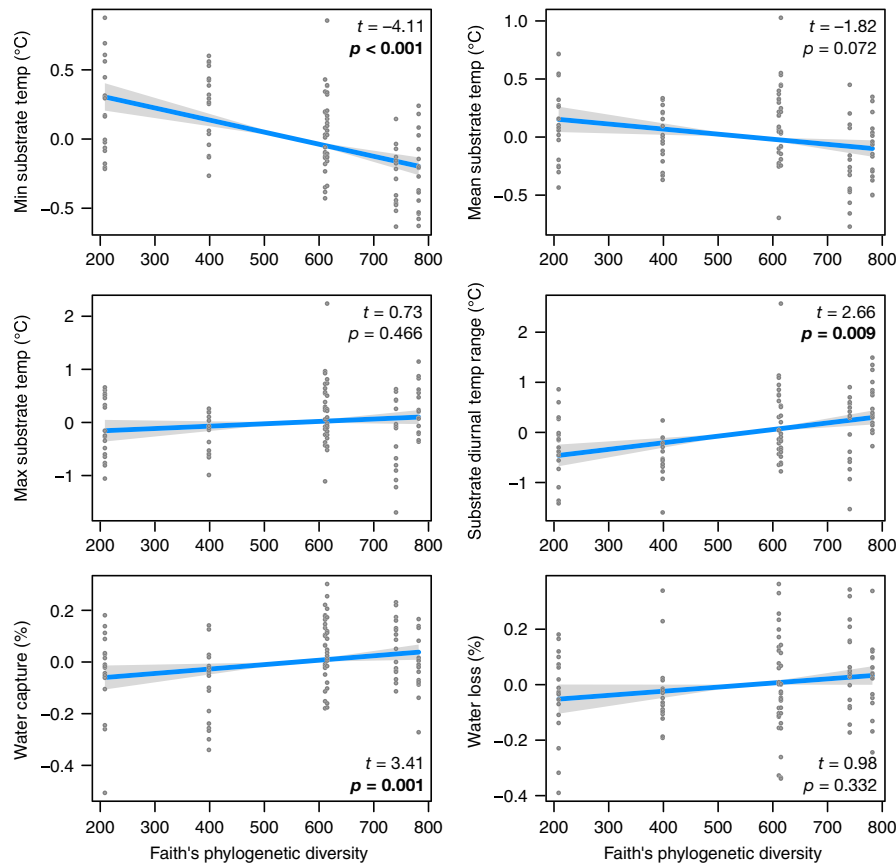 Min substrate temp (°C)
0.5
0.0
−0.5
t = −4.11
p < 0.001
200 300 400 500 600 700 800
Mean substrate temp (°C)
1.0
0.5
0.0
−0.5
t = −1.82
p = 0.072
200 300 400 500 600 700 800
Max substrate temp (°C)
2
1
0
−1
t = 0.73
p = 0.466
200 300 400 500 600 700 800
Substrate diurnal temp range (°C)
2
1
0
−1
t = 2.66
p = 0.009
200 300 400 500 600 700 800
Water capture (%)
0.2
0.0
−0.2
−0.4
t = 3.41
p = 0.001
200 300 400 500 600 700 800
Faith's phylogenetic diversity
Water loss (%)
0.2
0.0
−0.2
−0.4
t = 0.98
p = 0.332
200 300 400 500 600 700 800
Faith's phylogenetic diversity